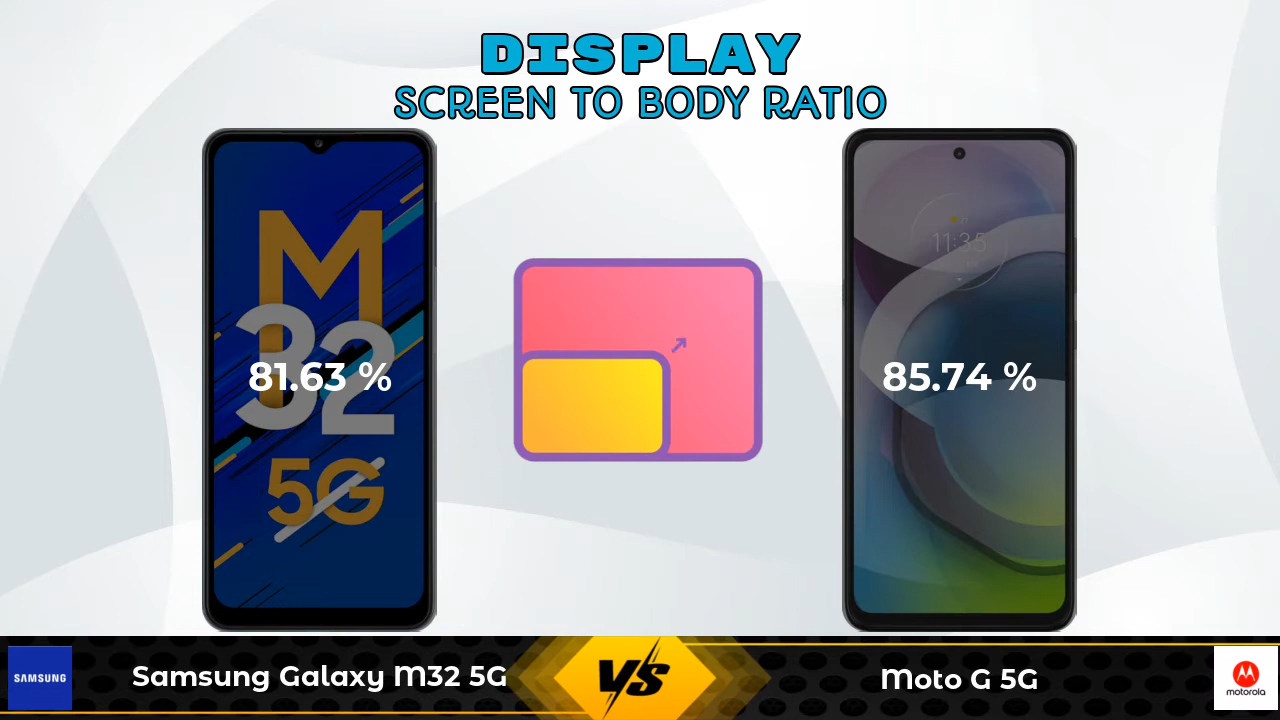 DISPLAY
SCREEN TO BODY RATIO
M
32
5G
81.63 %
11:35
85.74 %
SAMSUNG
Samsung Galaxy M32 5G
VS
Moto G 5G
motorola